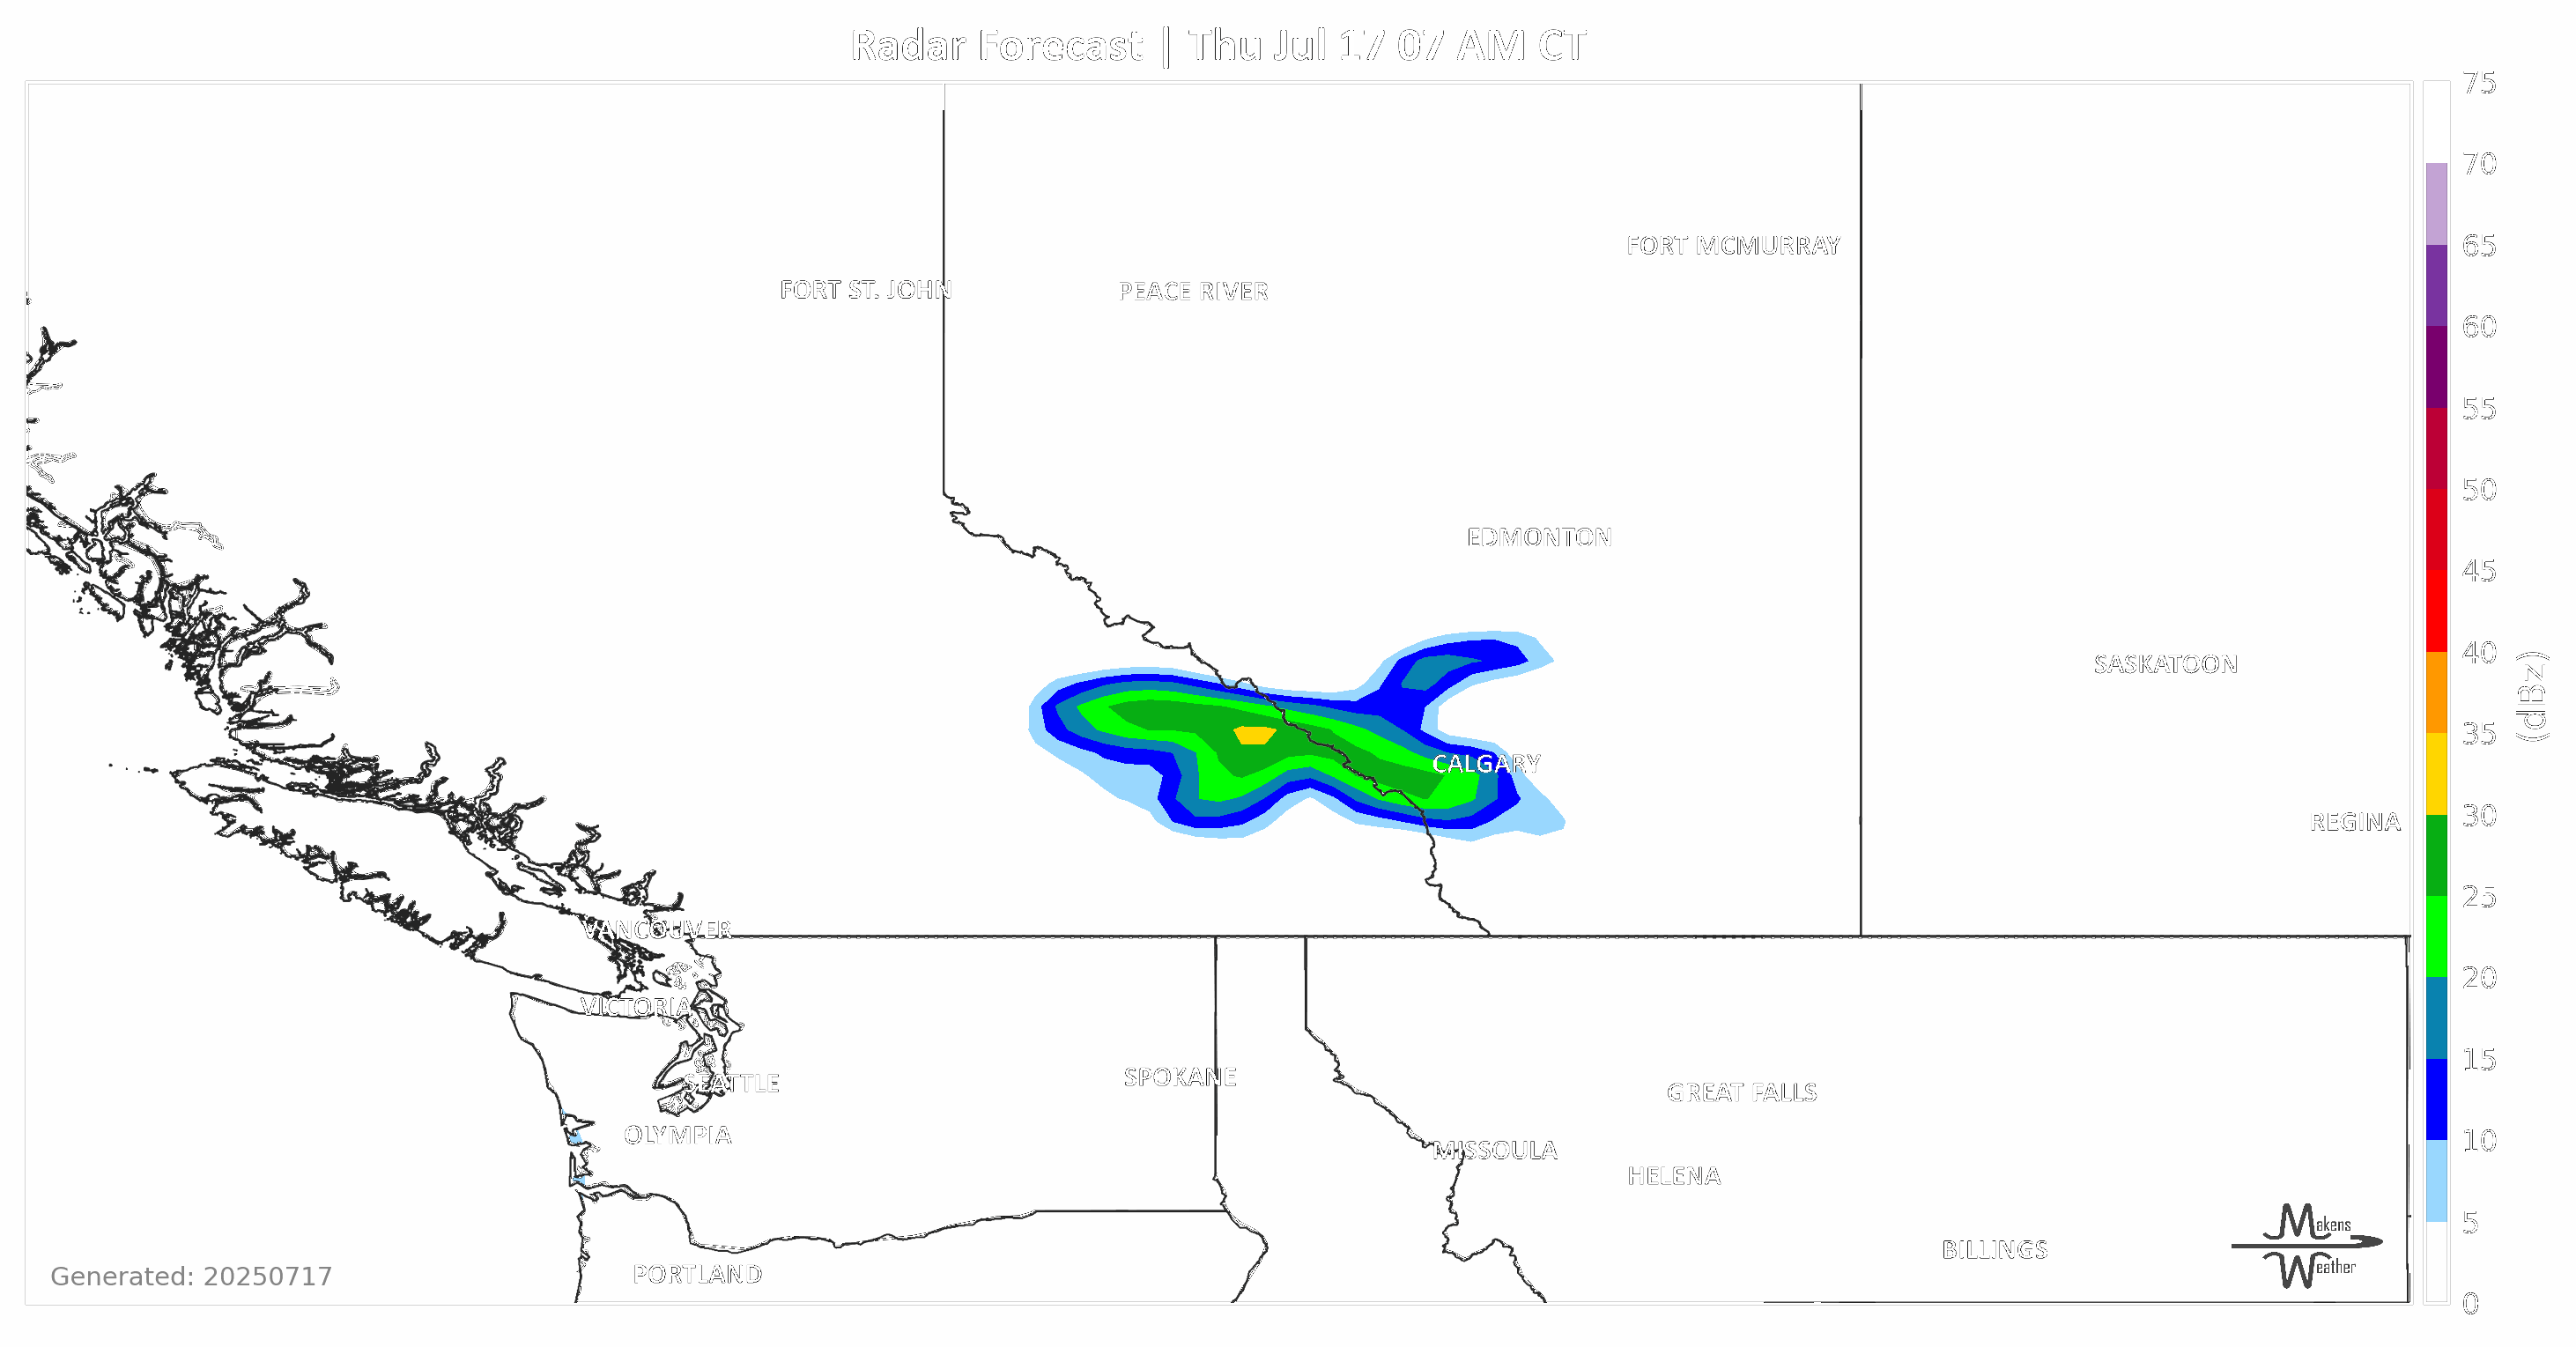 Radar Forecast | Thu Jul 17 07 AM CT
75
70
65
60
55
50
45
40
35
30
25
20
15
10
5
0
(dBz)
FORT MCMURRAY
FORT ST. JOHN
PEACE RIVER
EDMONTON
SASKATOON
CALGARY
REGINA
VANCOUVER
VICTORIA
SEATTLE
SPOKANE
GREAT FALLS
OLYMPIA
MISSOULA
HELENA
BILLINGS
PORTLAND
Makens
Weather
Generated: 20250717